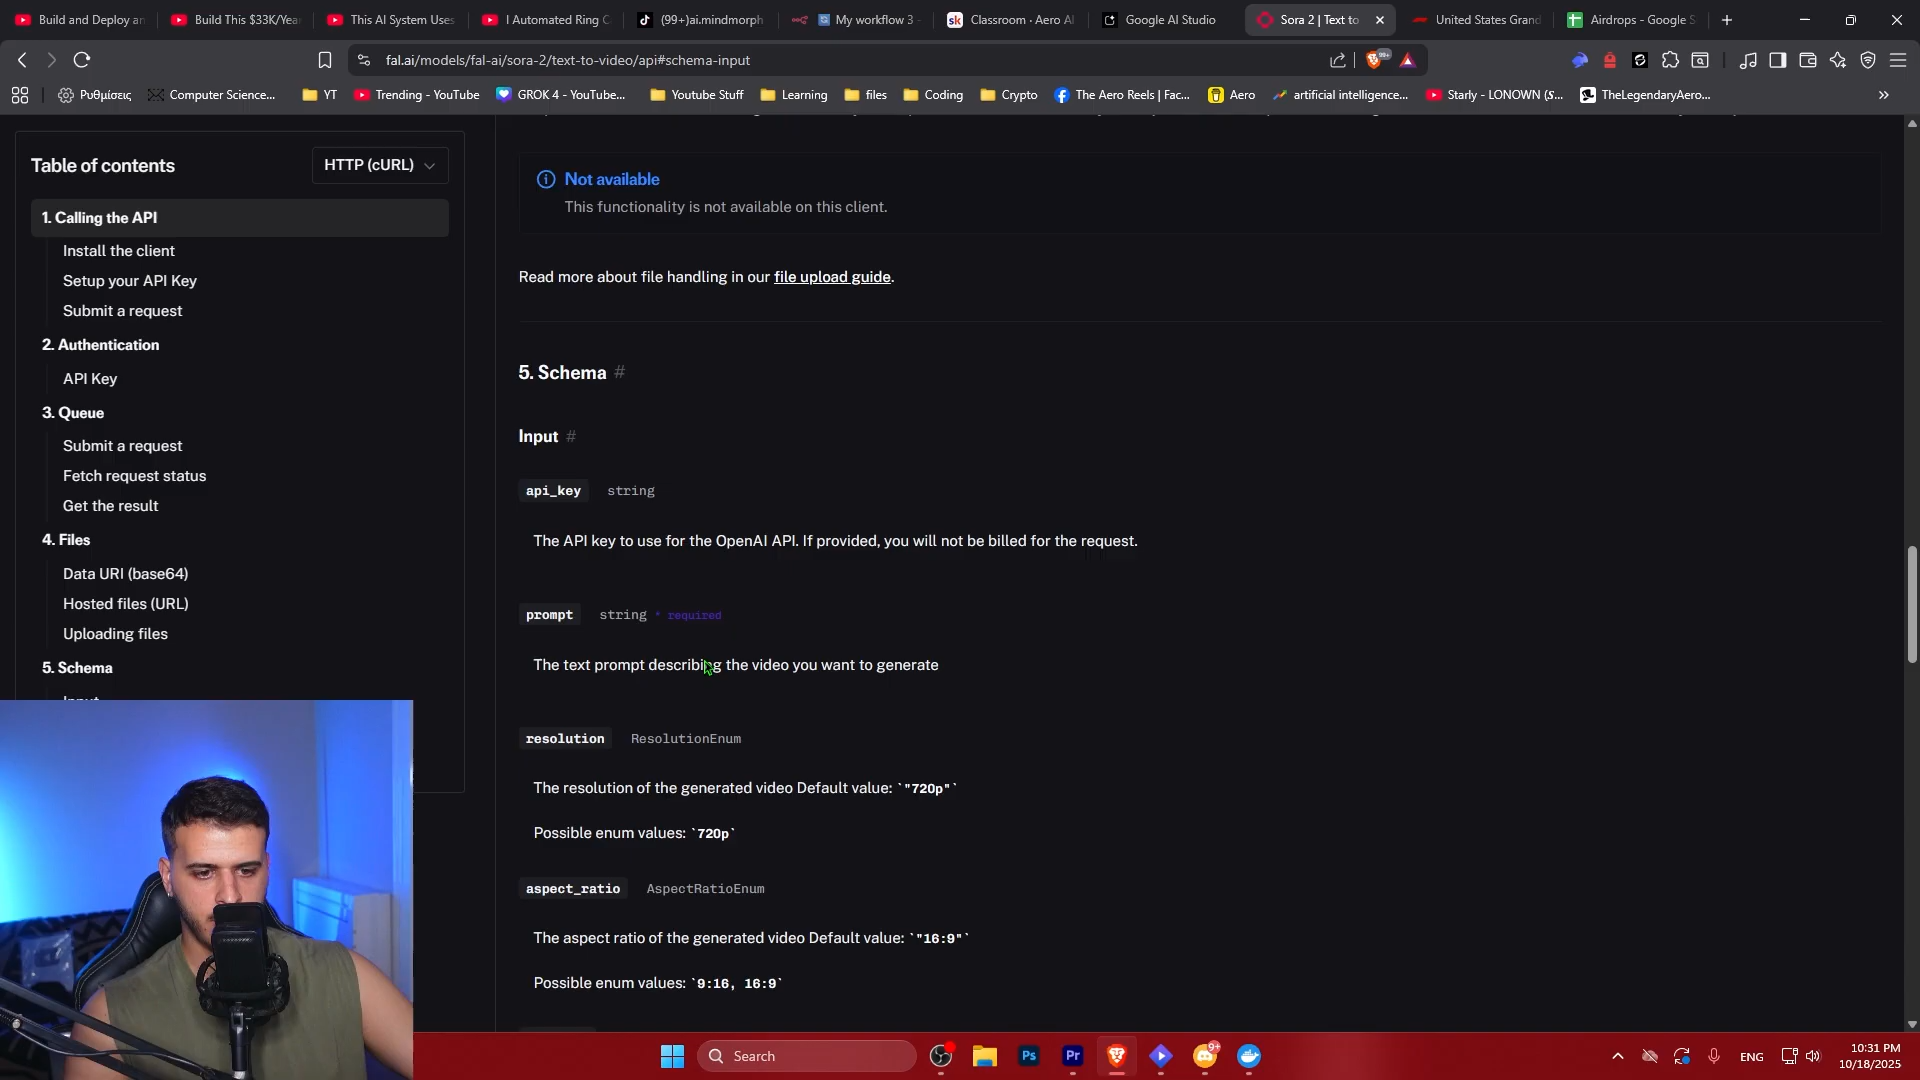 Build and Deploy an
Build This $33K/Yea
This AI System Uses
I Automated Ring C
(99+)ai.mindmorph
My workflow 3 -
Classroom · Aero AI
Google AI Studio
Sora 2 | Text to
United States Grand
Airdrops - Google S
fal.ai/models/fal-ai/sora-2/text-to-video/api#schema-input
99+
Ρυθμίσεις
Computer Science...
YT
Trending - YouTube
GROK 4 - YouTube...
Youtube Stuff
Learning
files
Coding
Crypto
The Aero Reels | Fac...
Aero
artificial intelligence...
Starly - LONOWN (S...
TheLegendaryAero...
Table of contents
HTTP (cURL)
1. Calling the API
Install the client
Setup your API Key
Submit a request
2. Authentication
API Key
3. Queue
Submit a request
Fetch request status
Get the result
4. Files
Data URI (base64)
Hosted files (URL)
Uploading files
5. Schema
Input
Not available
This functionality is not available on this client.
Read more about file handling in our file upload guide.
5. Schema #
Input #
api_key string
The API key to use for the OpenAI API. If provided, you will not be billed for the request.
prompt string * required
The text prompt describing the video you want to generate
resolution ResolutionEnum
The resolution of the generated video Default value: `"720p"`
Possible enum values: `720p`
aspect_ratio AspectRatioEnum
The aspect ratio of the generated video Default value: `"16:9"`
Possible enum values: `9:16, 16:9`
Search
Ps
Pr
9+
ENG
10:31 PM
10/18/2025